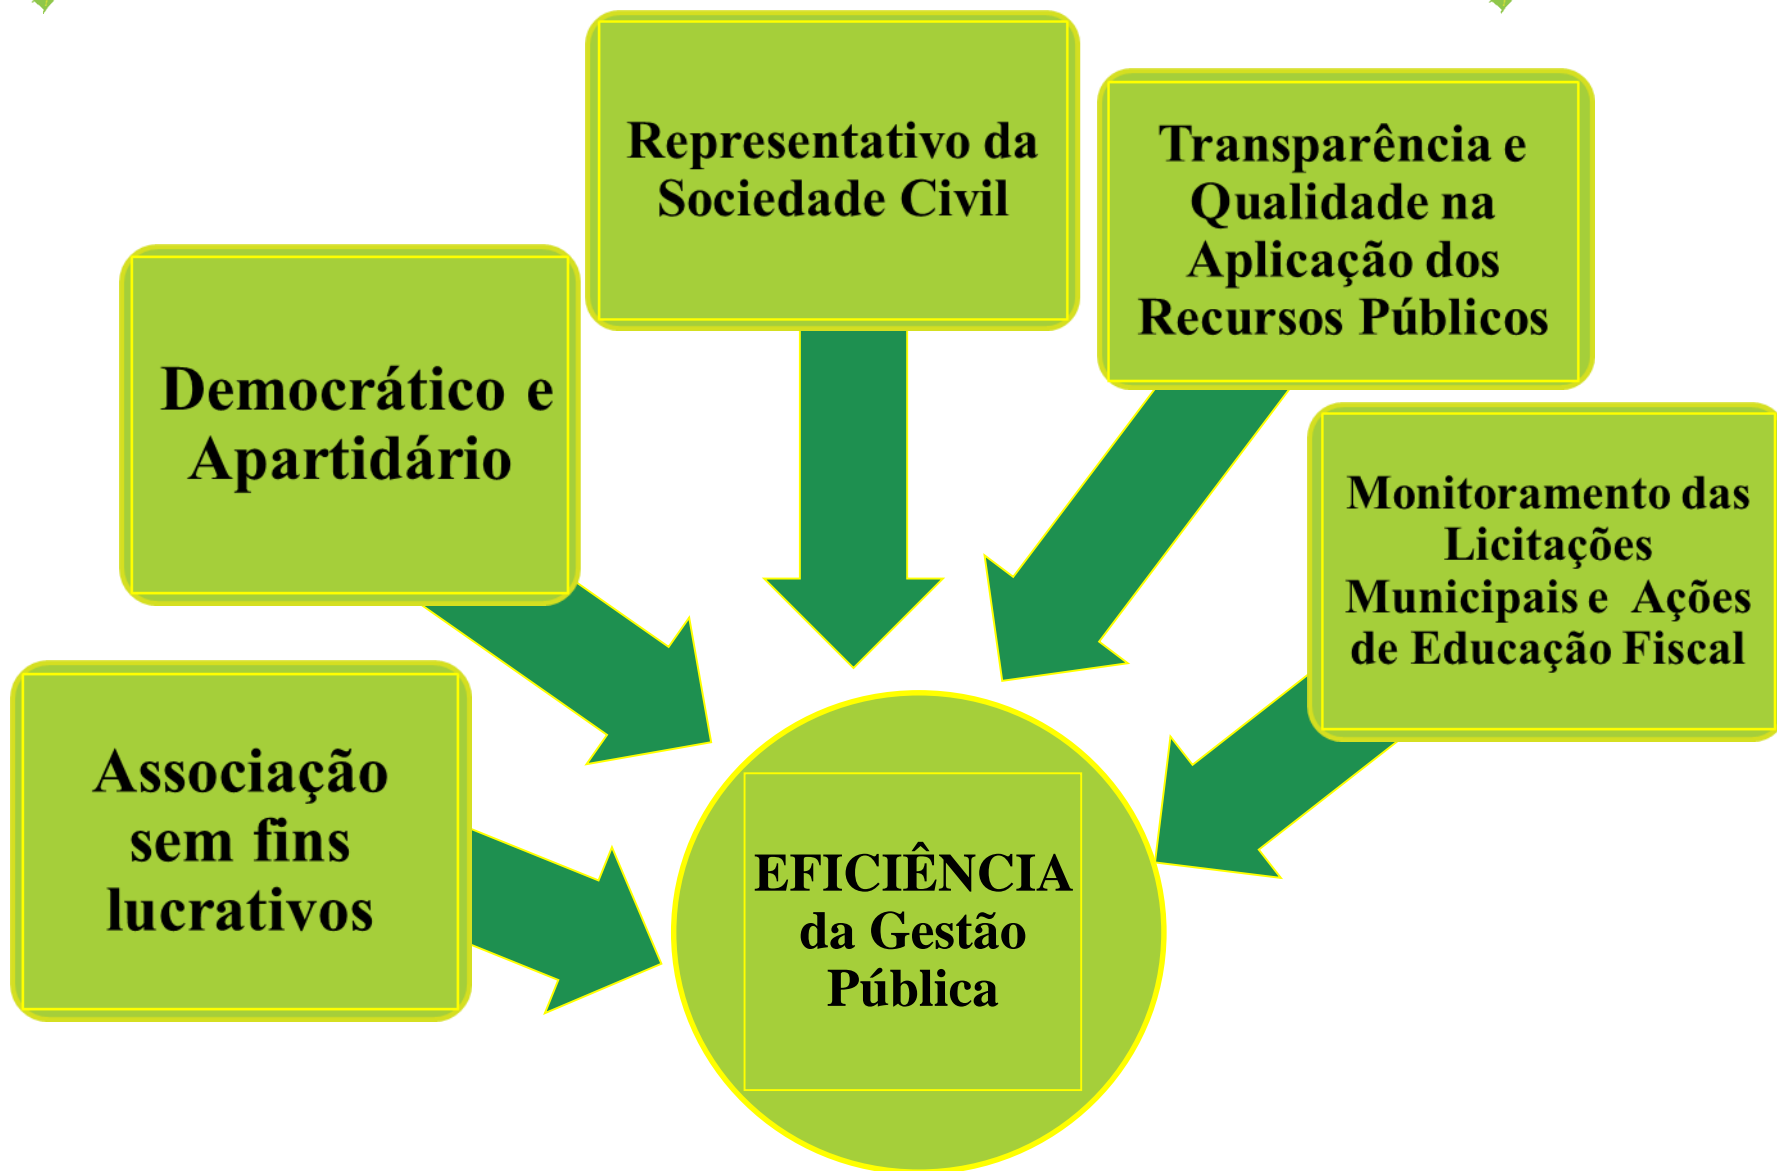 Representativo da
Sociedade Civil
Transparência e
Qualidade na
Aplicação dos
Recursos Públicos
Democrático e
Apartidário
Monitoramento das
Licitações
Municipais e Ações
de Educação Fiscal
Associação
sem fins
lucrativos
EFICIÊNCIA
da Gestão
Pública